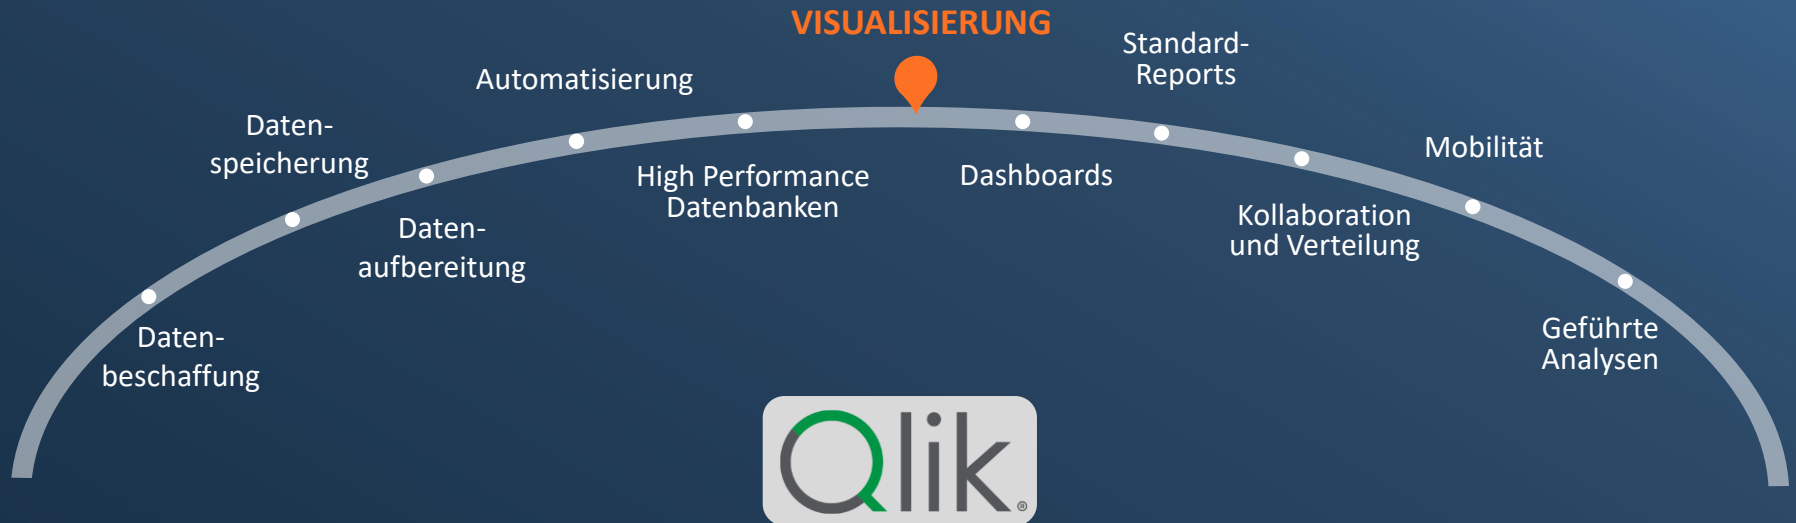 VISUALISIERUNG
Standard-
Reports
Automatisierung
Daten-
speicherung
Mobilität
High Performance
Datenbanken
Dashboards
Kollaboration
und Verteilung
Daten-
aufbereitung
Daten-
beschaffung
Geführte
Analysen
Qlik®